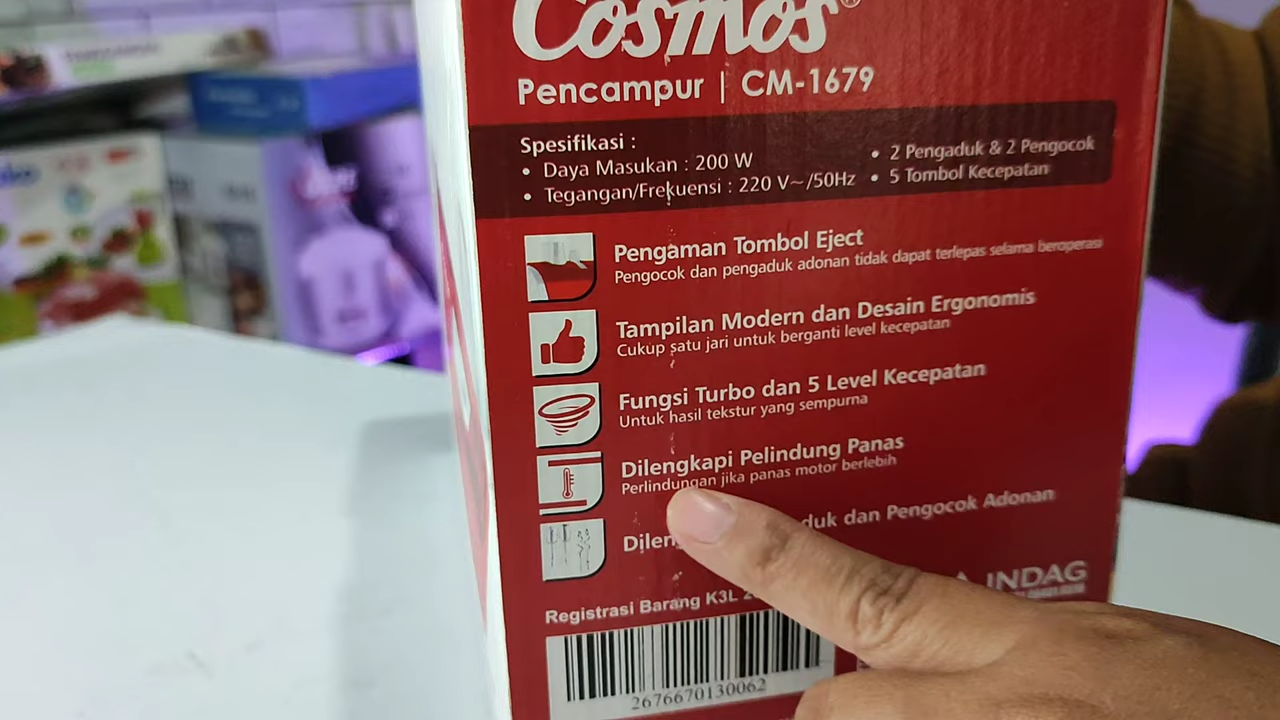 Cosmos®
Pencampur | CM-1679
Spesifikasi :
• Daya Masukan : 200 W
• Tegangan/Frekuensi : 220 V~/50Hz
• 2 Pengaduk & 2 Pengocok
• 5 Tombol Kecepatan
Pengaman Tombol Eject
Pengocok dan pengaduk adonan tidak dapat terlepas selama beroperasi
Tampilan Modern dan Desain Ergonomis
Cukup satu jari untuk berganti level kecepatan
Fungsi Turbo dan 5 Level Kecepatan
Untuk hasil tekstur yang sempurna
Dilengkapi Pelindung Panas
Perlindungan jika panas motor berlebih
dan Pengocok Adonan
Registrasi Barang K3L
INDAG
2676670130062